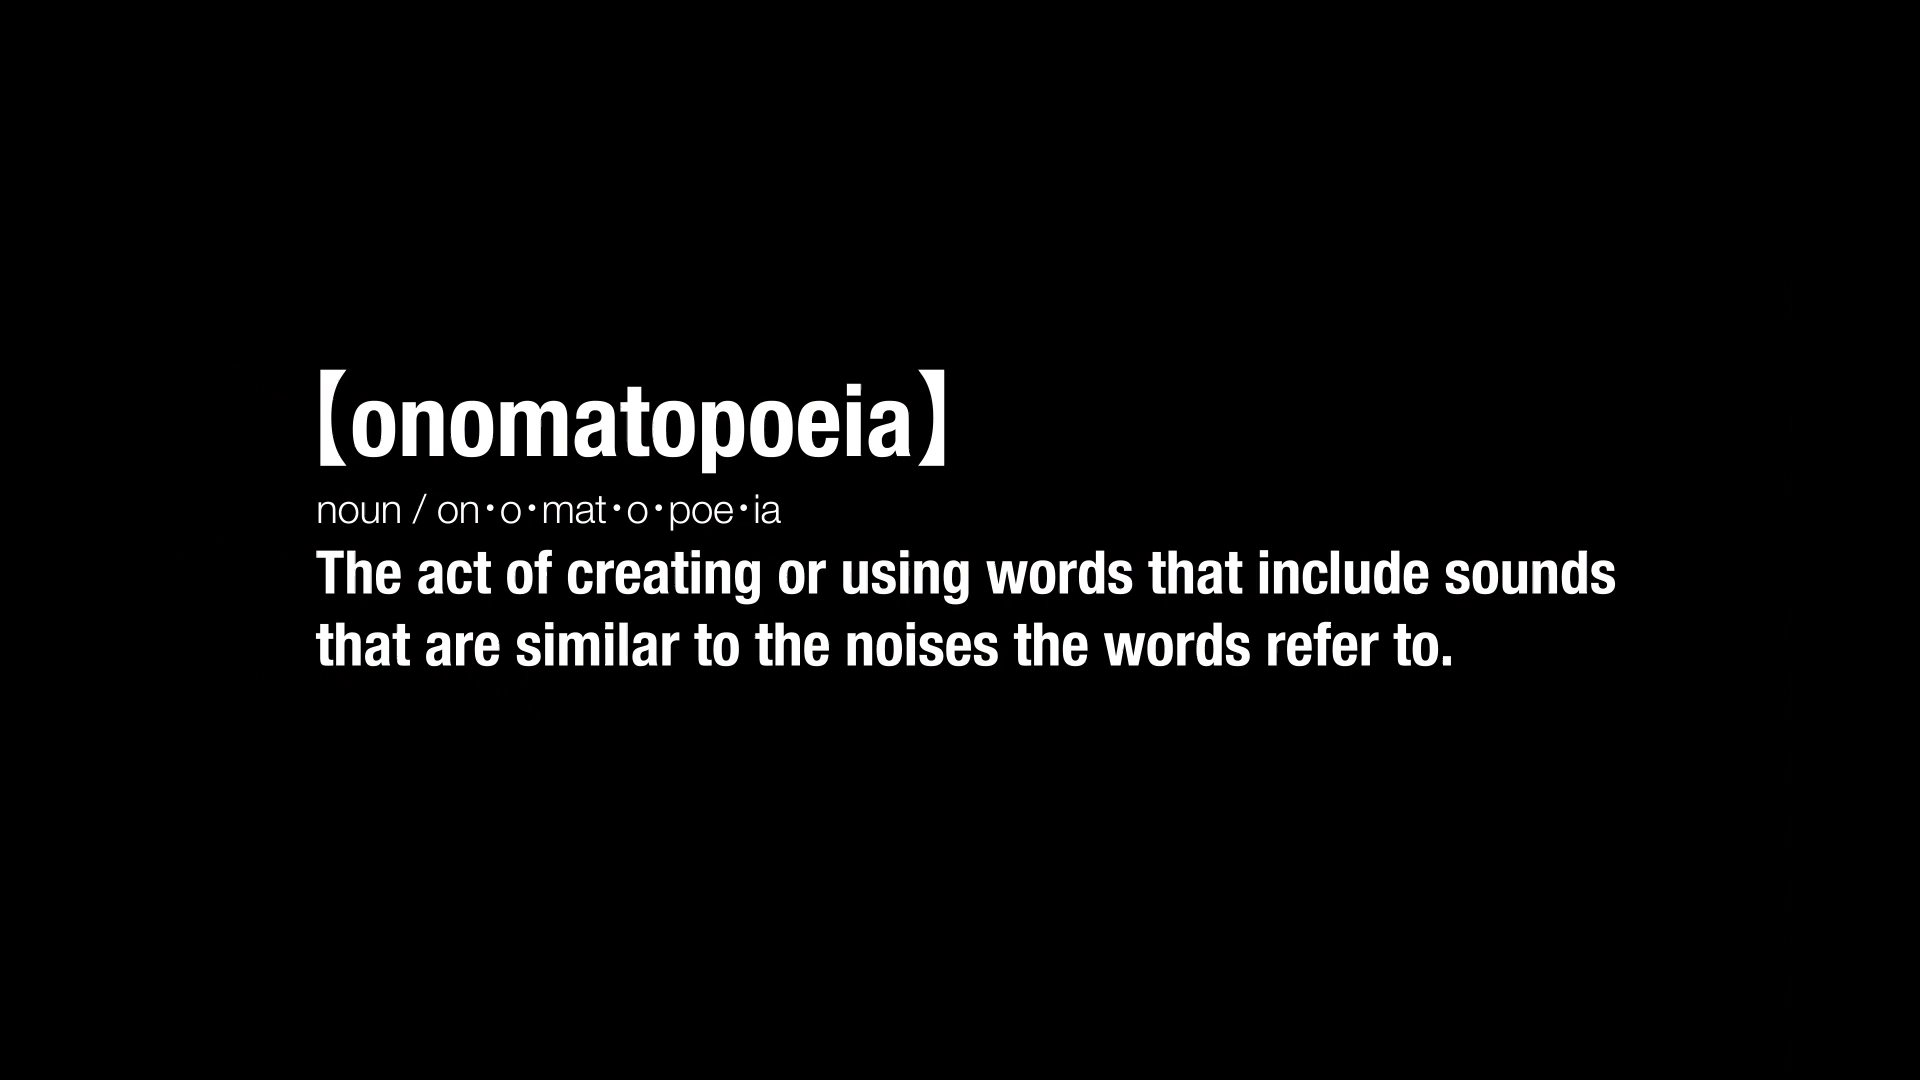 【onomatopoeia】
noun / on・o・mat・o・poe・ia
The act of creating or using words that include sounds
that are similar to the noises the words refer to.